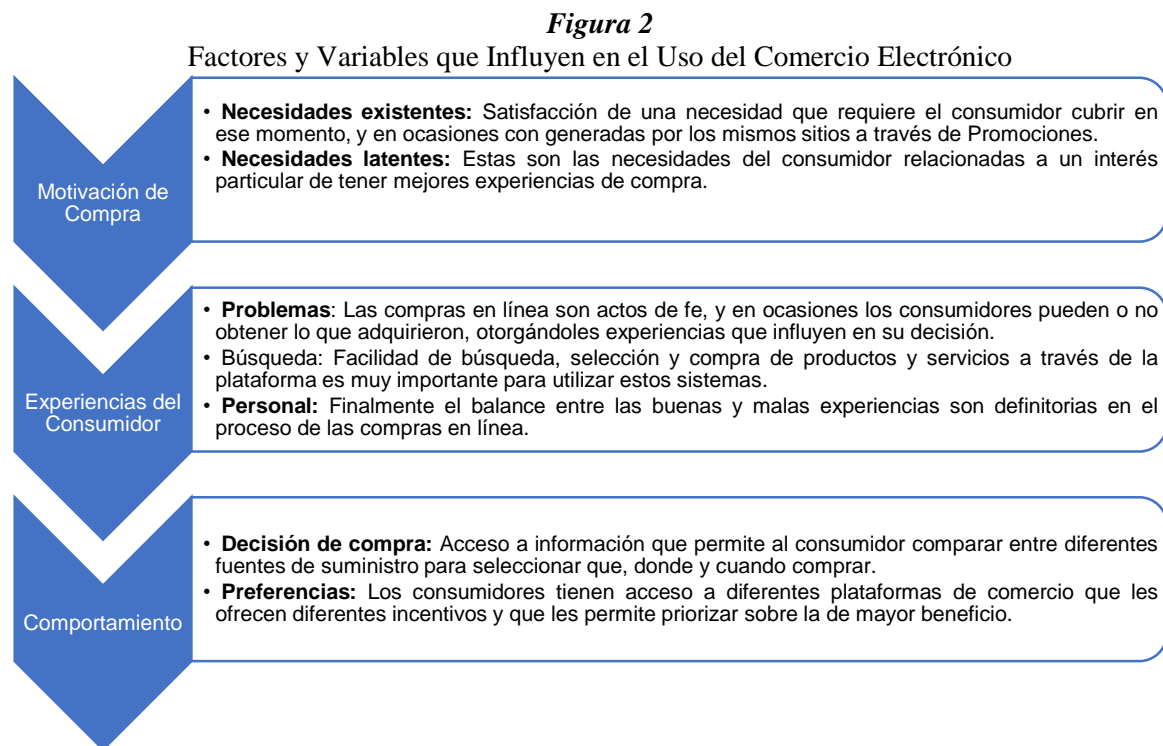 Figura 2
Factores y Variables que Influyen en el Uso del Comercio Electrónico
Motivación de
Compra
• Necesidades existentes: Satisfacción de una necesidad que requiere el consumidor cubrir en
ese momento, y en ocasiones con generadas por los mismos sitios a través de Promociones.
• Necesidades latentes: Estas son las necesidades del consumidor relacionadas a un interés
particular de tener mejores experiencias de compra.
Experiencias del
Consumidor
• Problemas: Las compras en línea son actos de fe, y en ocasiones los consumidores pueden o no
obtener lo que adquirieron, otorgándoles experiencias que influyen en su decisión.
• Búsqueda: Facilidad de búsqueda, selección y compra de productos y servicios a través de la
plataforma es muy importante para utilizar estos sistemas.
• Personal: Finalmente el balance entre las buenas y malas experiencias son definitorias en el
proceso de las compras en línea.
Comportamiento
• Decisión de compra: Acceso a información que permite al consumidor comparar entre diferentes
fuentes de suministro para seleccionar que, donde y cuando comprar.
• Preferencias: Los consumidores tienen acceso a diferentes plataformas de comercio que les
ofrecen diferentes incentivos y que les permite priorizar sobre la de mayor beneficio.